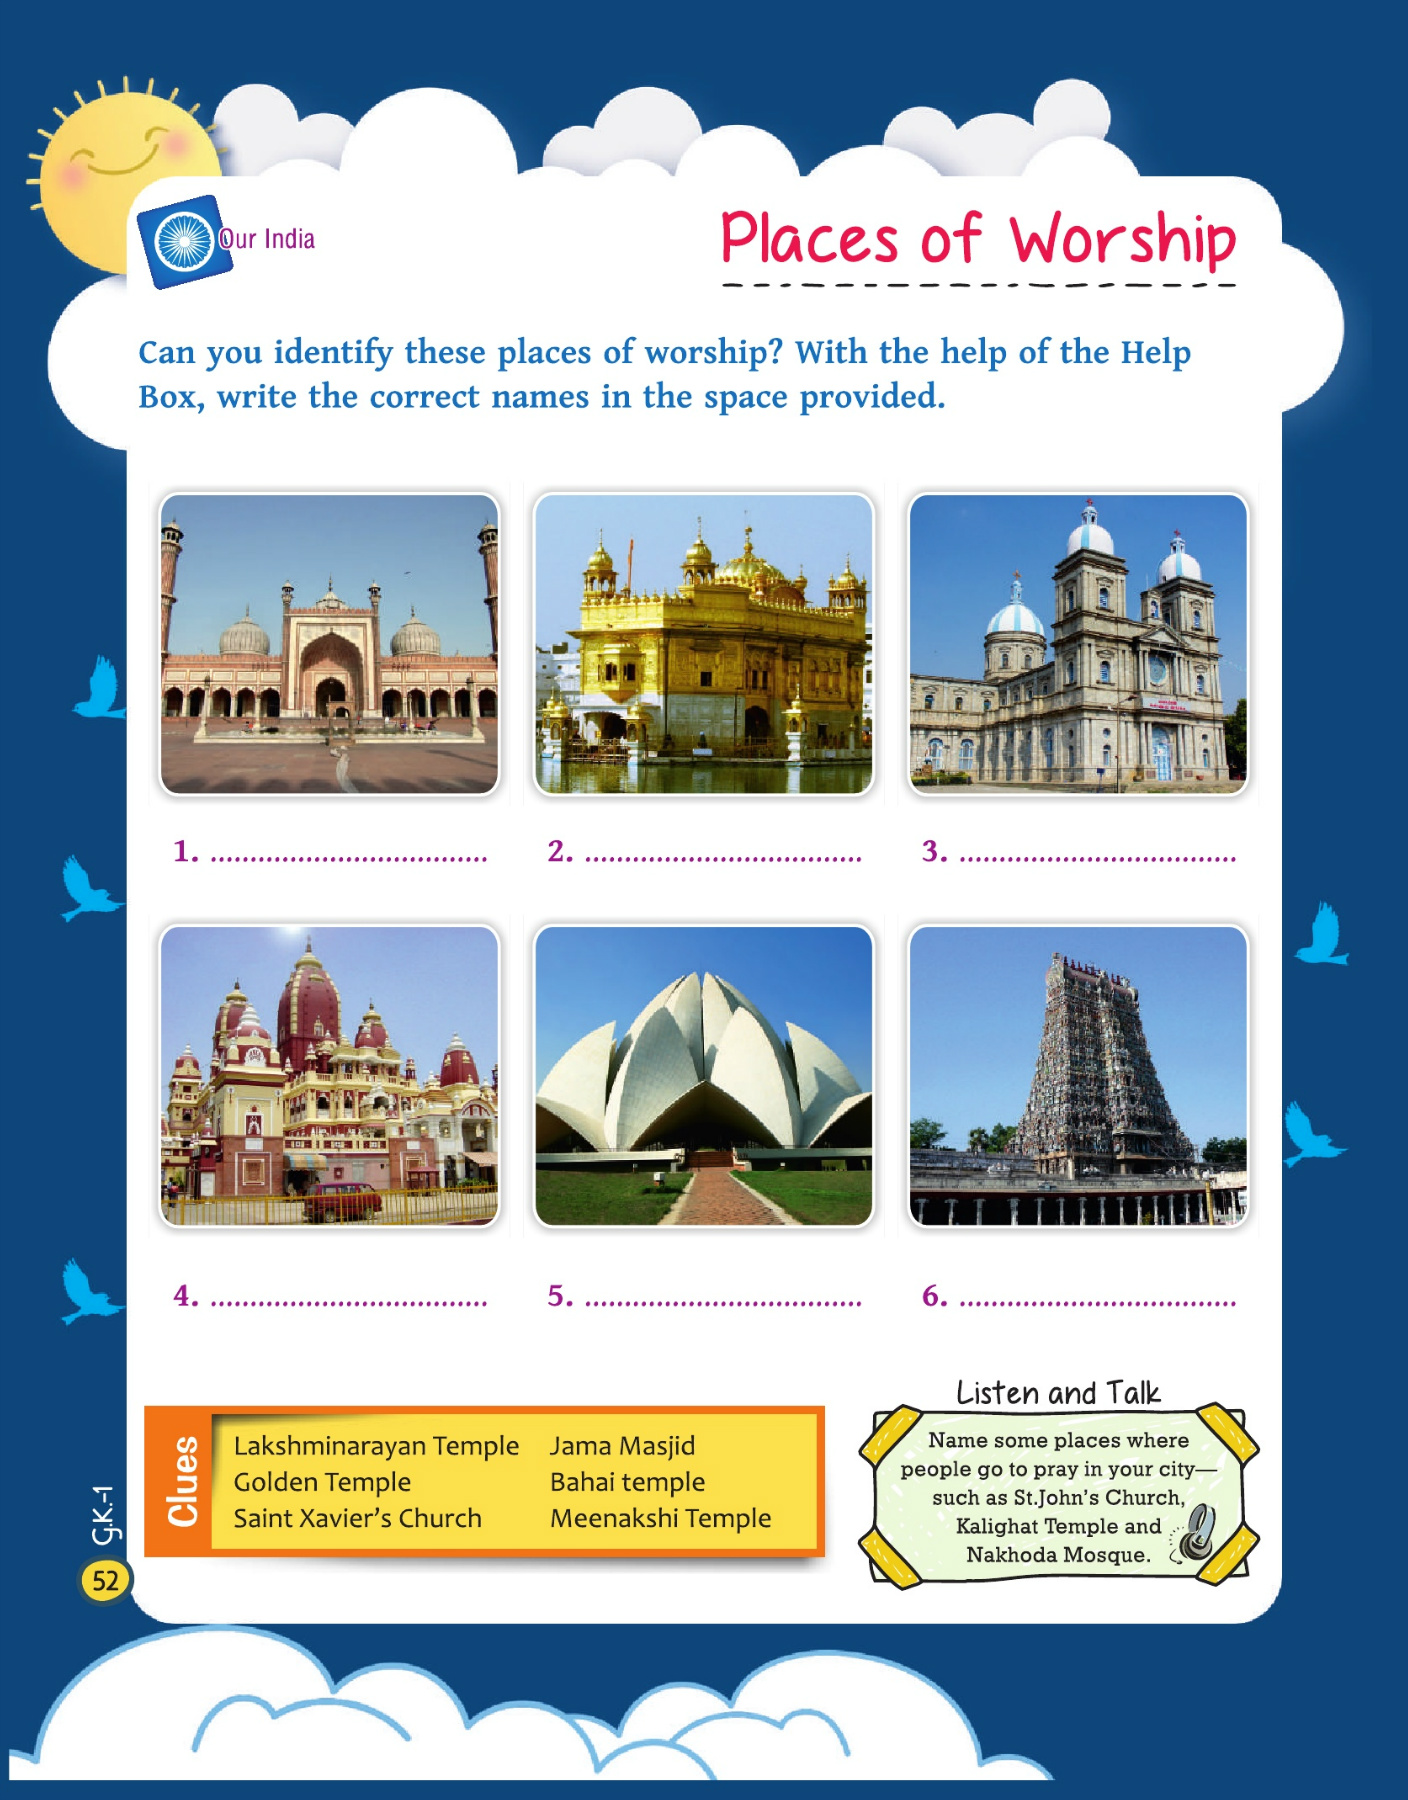 Our India
Places of Worship
Can you identify these places of worship? With the help of the Help
Box, write the correct names in the space provided.
1. ...................................
2. ...................................
3. ...................................
4. ...................................
5. ...................................
6. ...................................
Clues
Lakshminarayan Temple
Golden Temple
Saint Xavier's Church
Jama Masjid
Bahai temple
Meenakshi Temple
Listen and Talk
Name some places where
people go to pray in your city—
such as St.John's Church,
Kalighat Temple and
Nakhoda Mosque.
G.K.-1
52